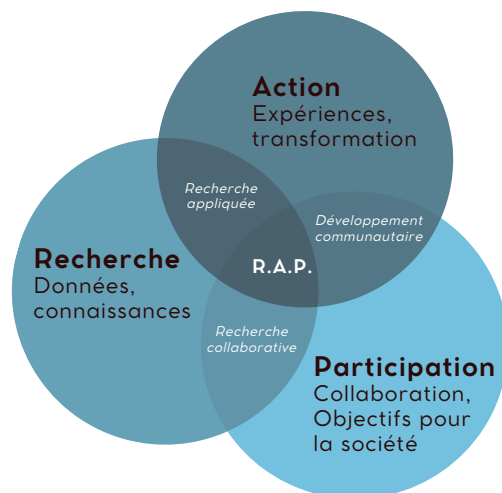 Action
Expériences,
transformation
Recherche
appliquée
Développement
communautaire
R.A.P.
Recherche
Données,
connaissances
Recherche
collaborative
Participation
Collaboration,
Objectifs pour
la société